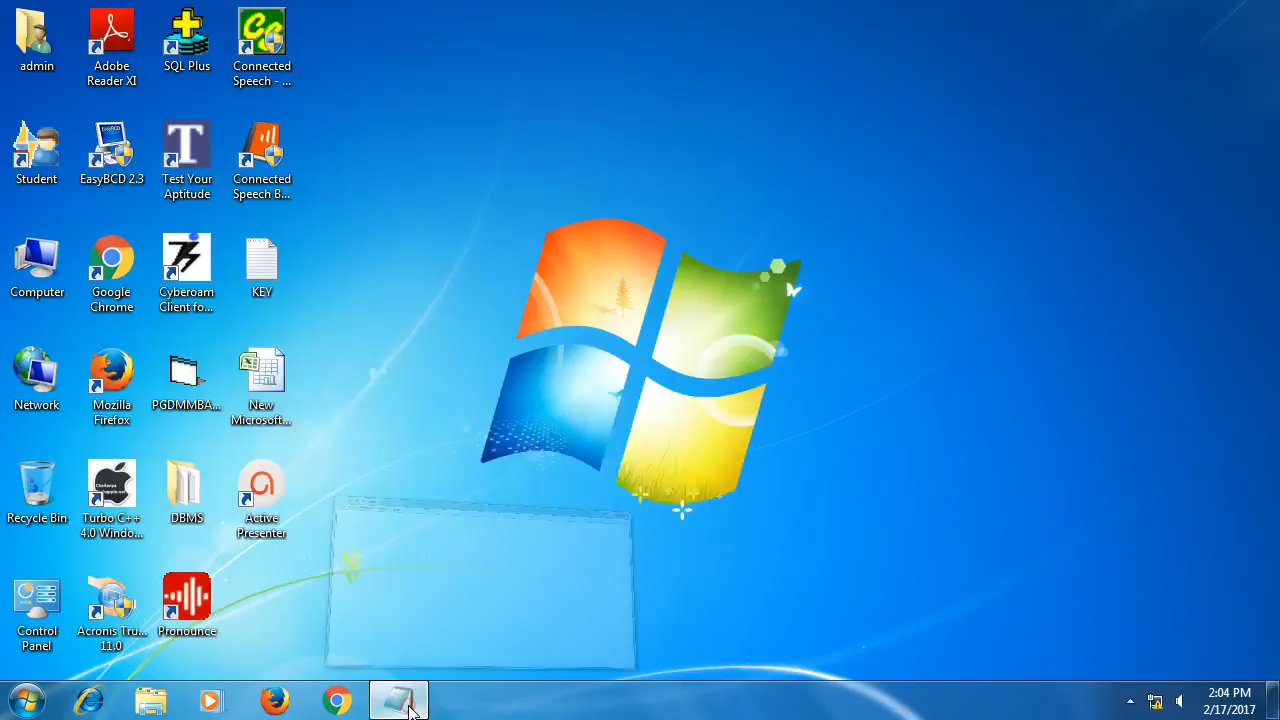 admin
Adobe
Reader XI
SQL Plus
Connected
Speech - ...
Student
EasyBCD
EasyBCD 2.3
T
Test Your
Aptitude
Connected
Speech B...
Computer
Google
Chrome
Cyberoam
Client fo...
KEY
Network
Mozilla
Firefox
PGDMMBA...
New
Microsoft...
Recycle Bin
Turbo C++
4.0 Windo...
DBMS
Active
Presenter
Control
Panel
Acronis Tru...
11.0
Pronounce
2:04 PM
2/17/2017